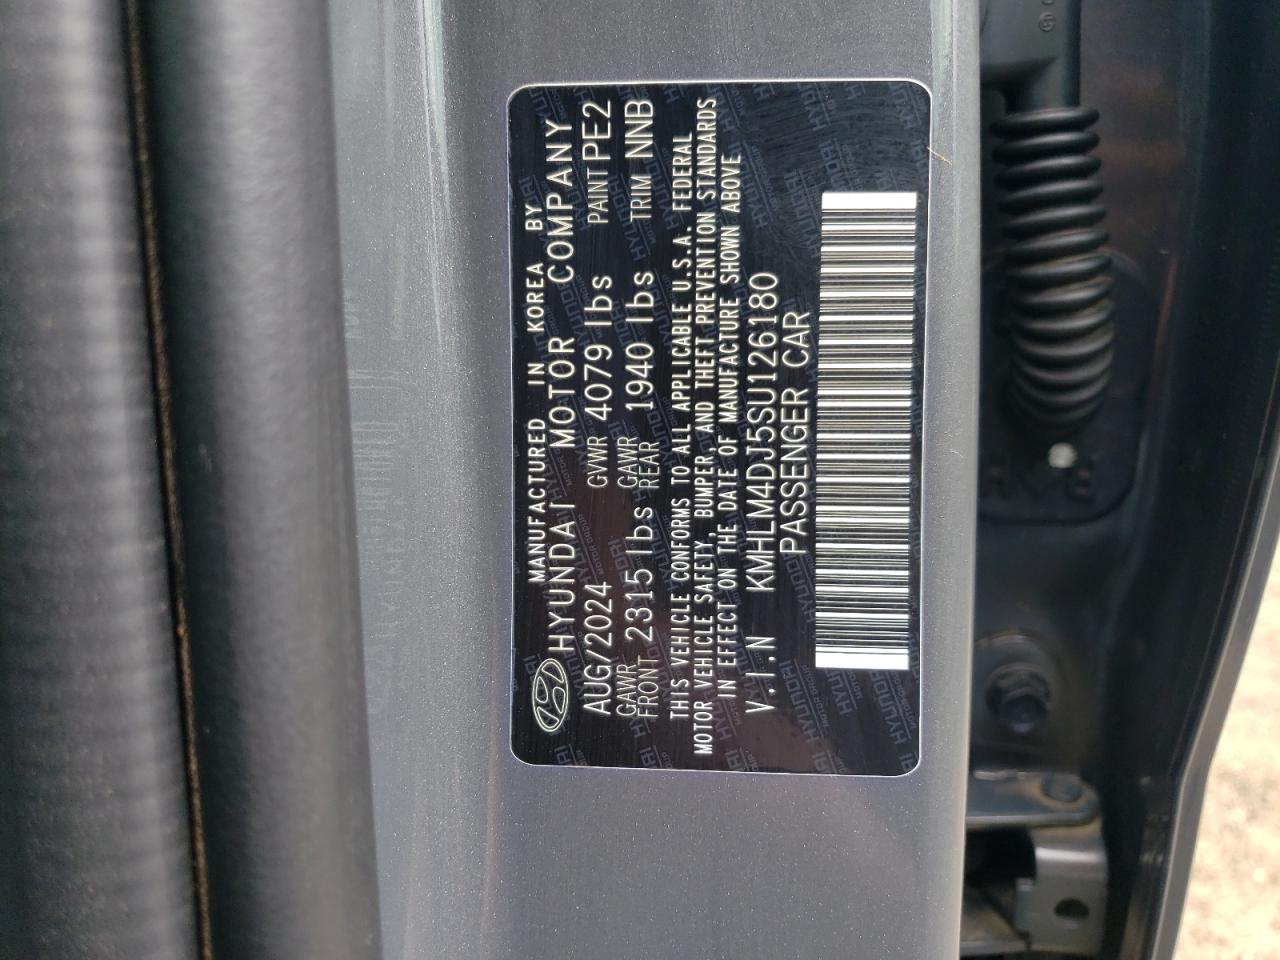 MANUFACTURED IN KOREA BY
HYUNDAI MOTOR COMPANY
AUG/2024 GVWR 4079 lbs PAINT PE2
GAWR FRONT 2315 lbs GAWR REAR 1940 lbs TRIM NNB
THIS VEHICLE CONFORMS TO ALL APPLICABLE U.S.A. FEDERAL
MOTOR VEHICLE SAFETY, BUMPER, AND THEFT PREVENTION STANDARDS
IN EFFECT ON THE DATE OF MANUFACTURE SHOWN ABOVE
V.I.N KMHLM4DJ5SU126180
PASSENGER CAR